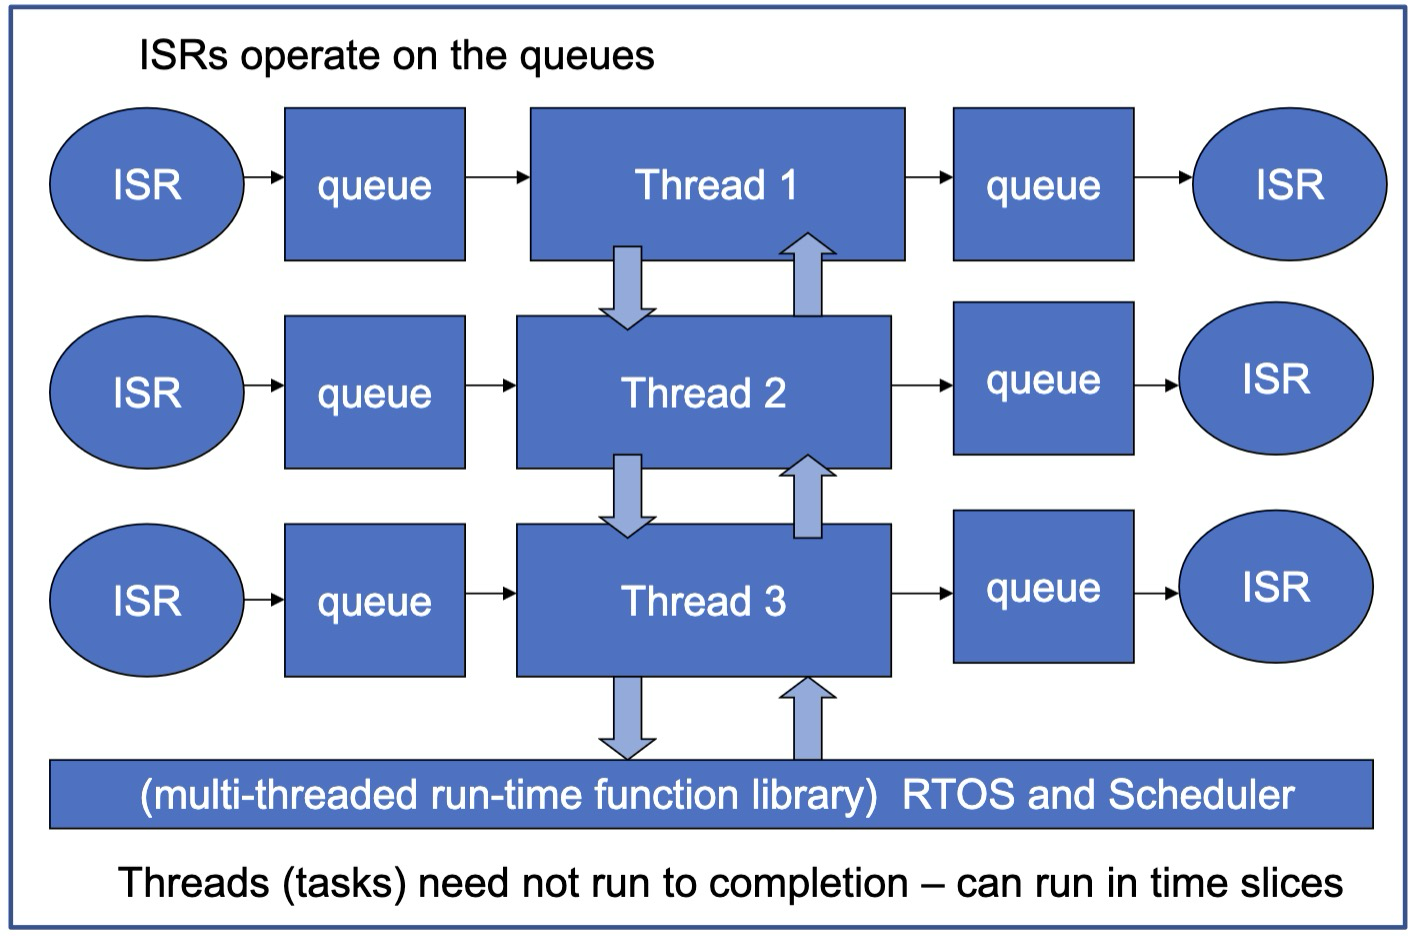 ISRs operate on the queues
ISR queue Thread 1 queue ISR
ISR queue Thread 2 queue ISR
ISR queue Thread 3 queue ISR
(multi-threaded run-time function library) RTOS and Scheduler
Threads (tasks) need not run to completion – can run in time slices